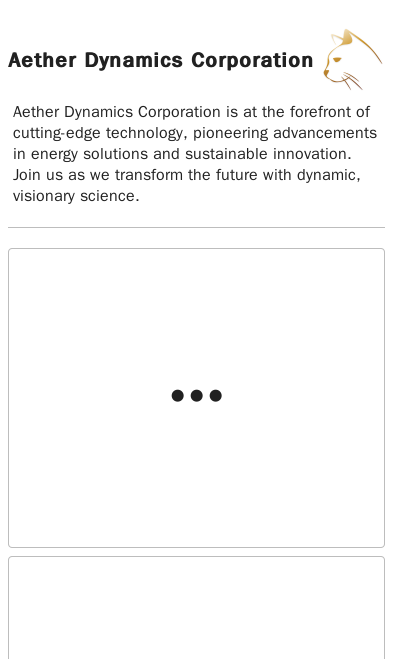 Aether Dynamics Corporation
Aether Dynamics Corporation is at the forefront of
cutting-edge technology, pioneering advancements
in energy solutions and sustainable innovation.
Join us as we transform the future with dynamic,
visionary science.